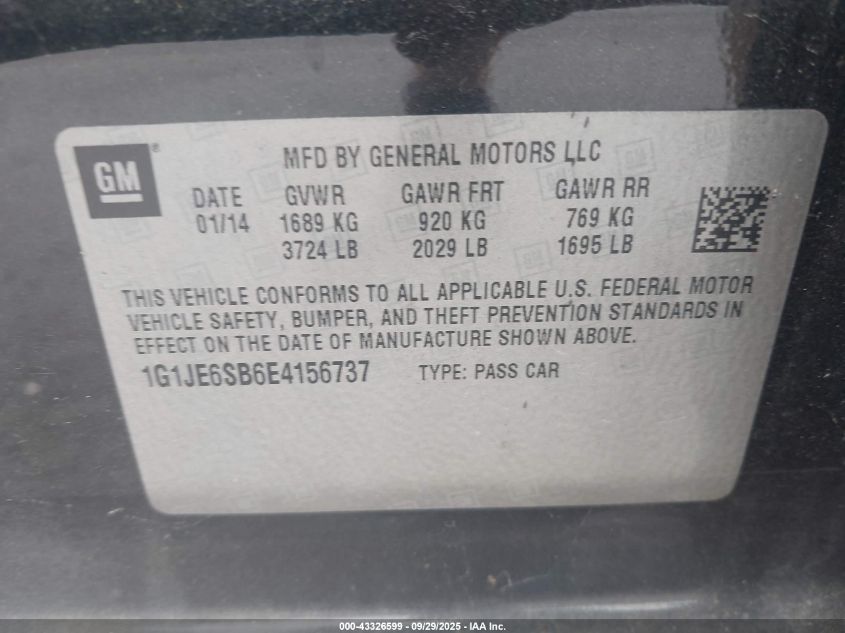 GM®
MFD BY GENERAL MOTORS LLC
DATE GVWR GAWR FRT GAWR RR
01/14 1689 KG 920 KG 769 KG
3724 LB 2029 LB 1695 LB
THIS VEHICLE CONFORMS TO ALL APPLICABLE U.S. FEDERAL MOTOR
VEHICLE SAFETY, BUMPER, AND THEFT PREVENTION STANDARDS IN
EFFECT ON THE DATE OF MANUFACTURE SHOWN ABOVE.
1G1JE6SB6E4156737 TYPE: PASS CAR
000-43326599 - 09/29/2025 - IAA Inc.